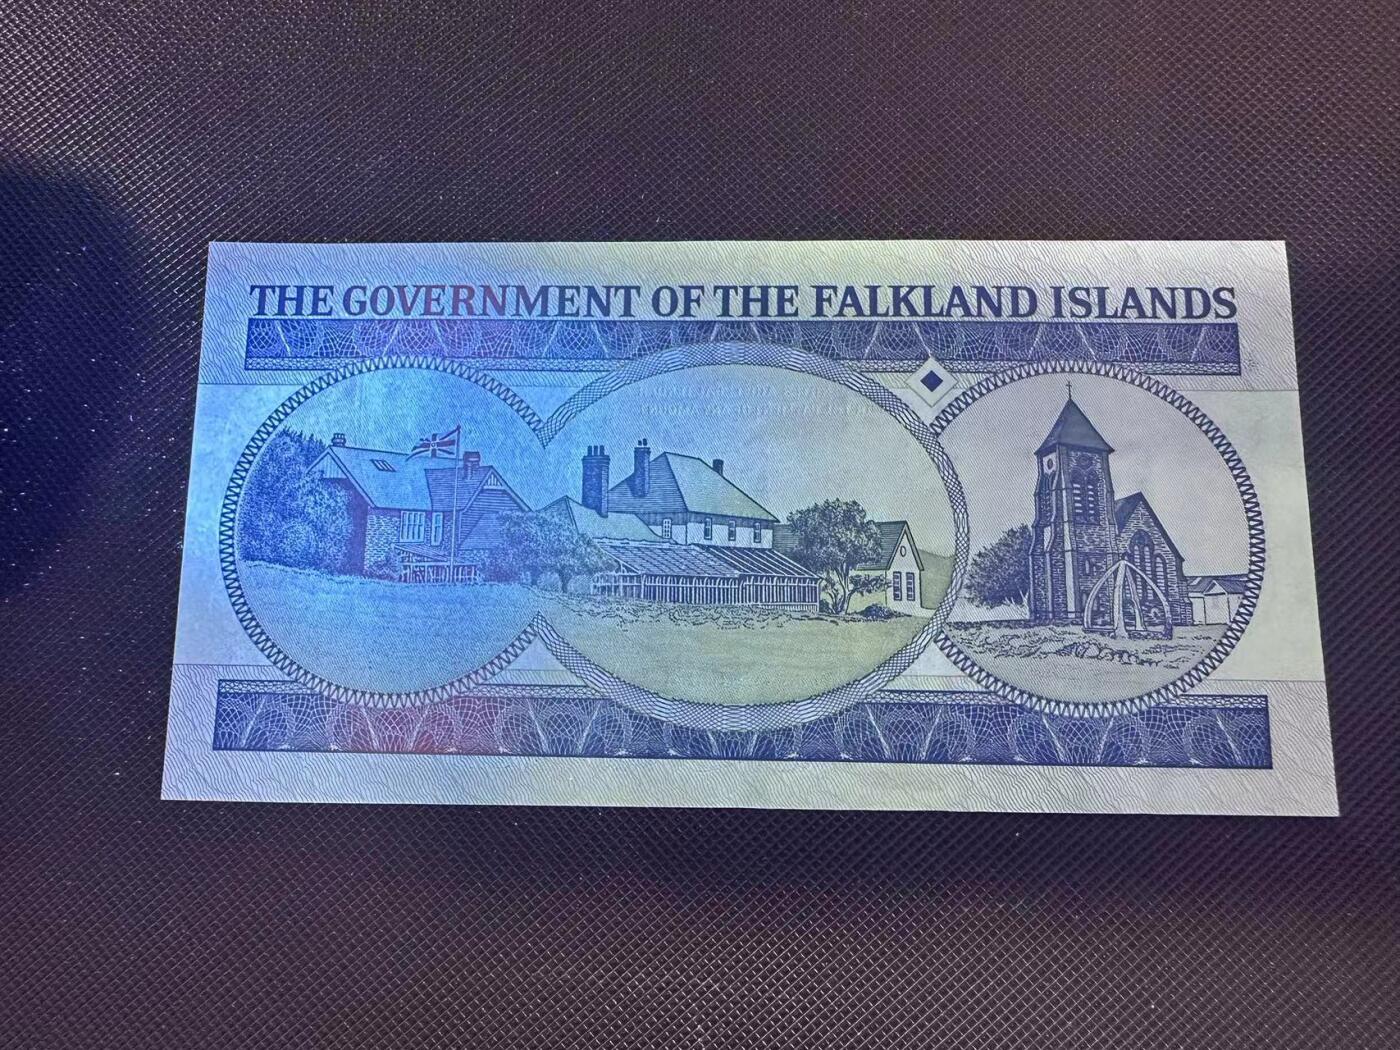 THE GOVERNMENT OF THE FALKLAND ISLANDS